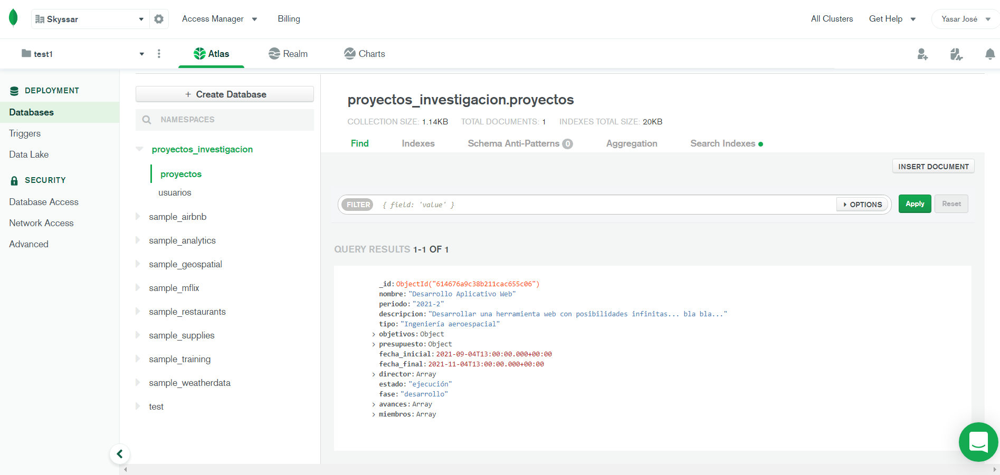 Skyssar
Access Manager
Billing
All Clusters
Get Help
Yasar José
test1
Atlas
Realm
Charts
DEPLOYMENT
Databases
Triggers
Data Lake
SECURITY
Database Access
Network Access
Advanced
+ Create Database
NAMESPACES
proyectos_investigacion
proyectos
usuarios
sample_airbnb
sample_analytics
sample_geospatial
sample_mflix
sample_restaurants
sample_supplies
sample_training
sample_weatherdata
test
proyectos_investigacion.proyectos
COLLECTION SIZE: 1.14KB TOTAL DOCUMENTS: 1 INDEXES TOTAL SIZE: 20KB
Find Indexes Schema Anti-Patterns 0 Aggregation Search Indexes
INSERT DOCUMENT
FILTER { field: 'value' } OPTIONS Apply Reset
QUERY RESULTS 1-1 OF 1
_id:ObjectId("614676a9c38b211cac655c06")
nombre:"Desarrollo Aplicativo Web"
periodo:"2021-2"
descripcion:"Desarrollar una herramienta web con posibilidades infinitas... bla bla..."
tipo:"Ingeniería aeroespacial"
objetivos:Object
presupuesto:Object
fecha_inicial:2021-09-04T13:00:00.000+00:00
fecha_final:2021-11-04T13:00:00.000+00:00
director:Array
estado:"ejecución"
fase:"desarrollo"
avances:Array
miembros:Array